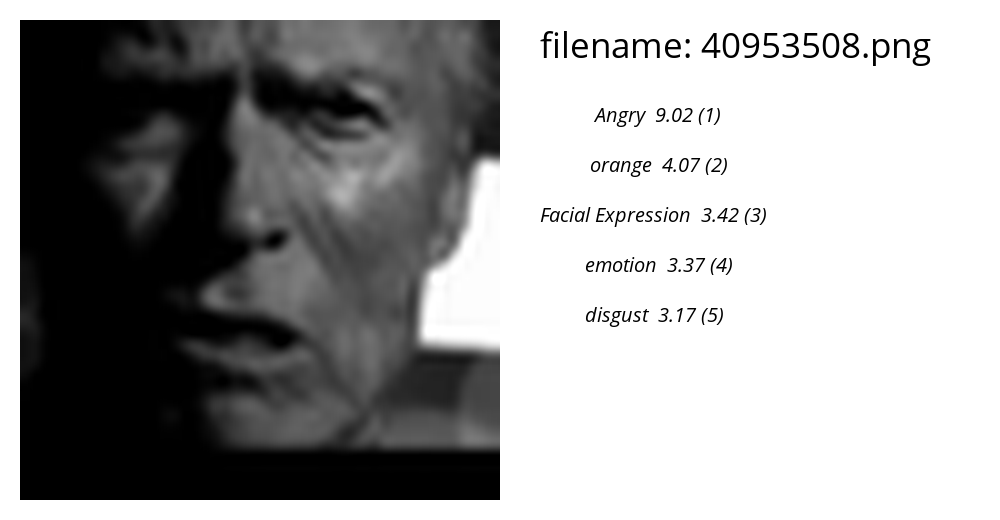 filename: 40953508.png
Angry 9.02 (1)
orange 4.07 (2)
Facial Expression 3.42 (3)
emotion 3.37 (4)
disgust 3.17 (5)